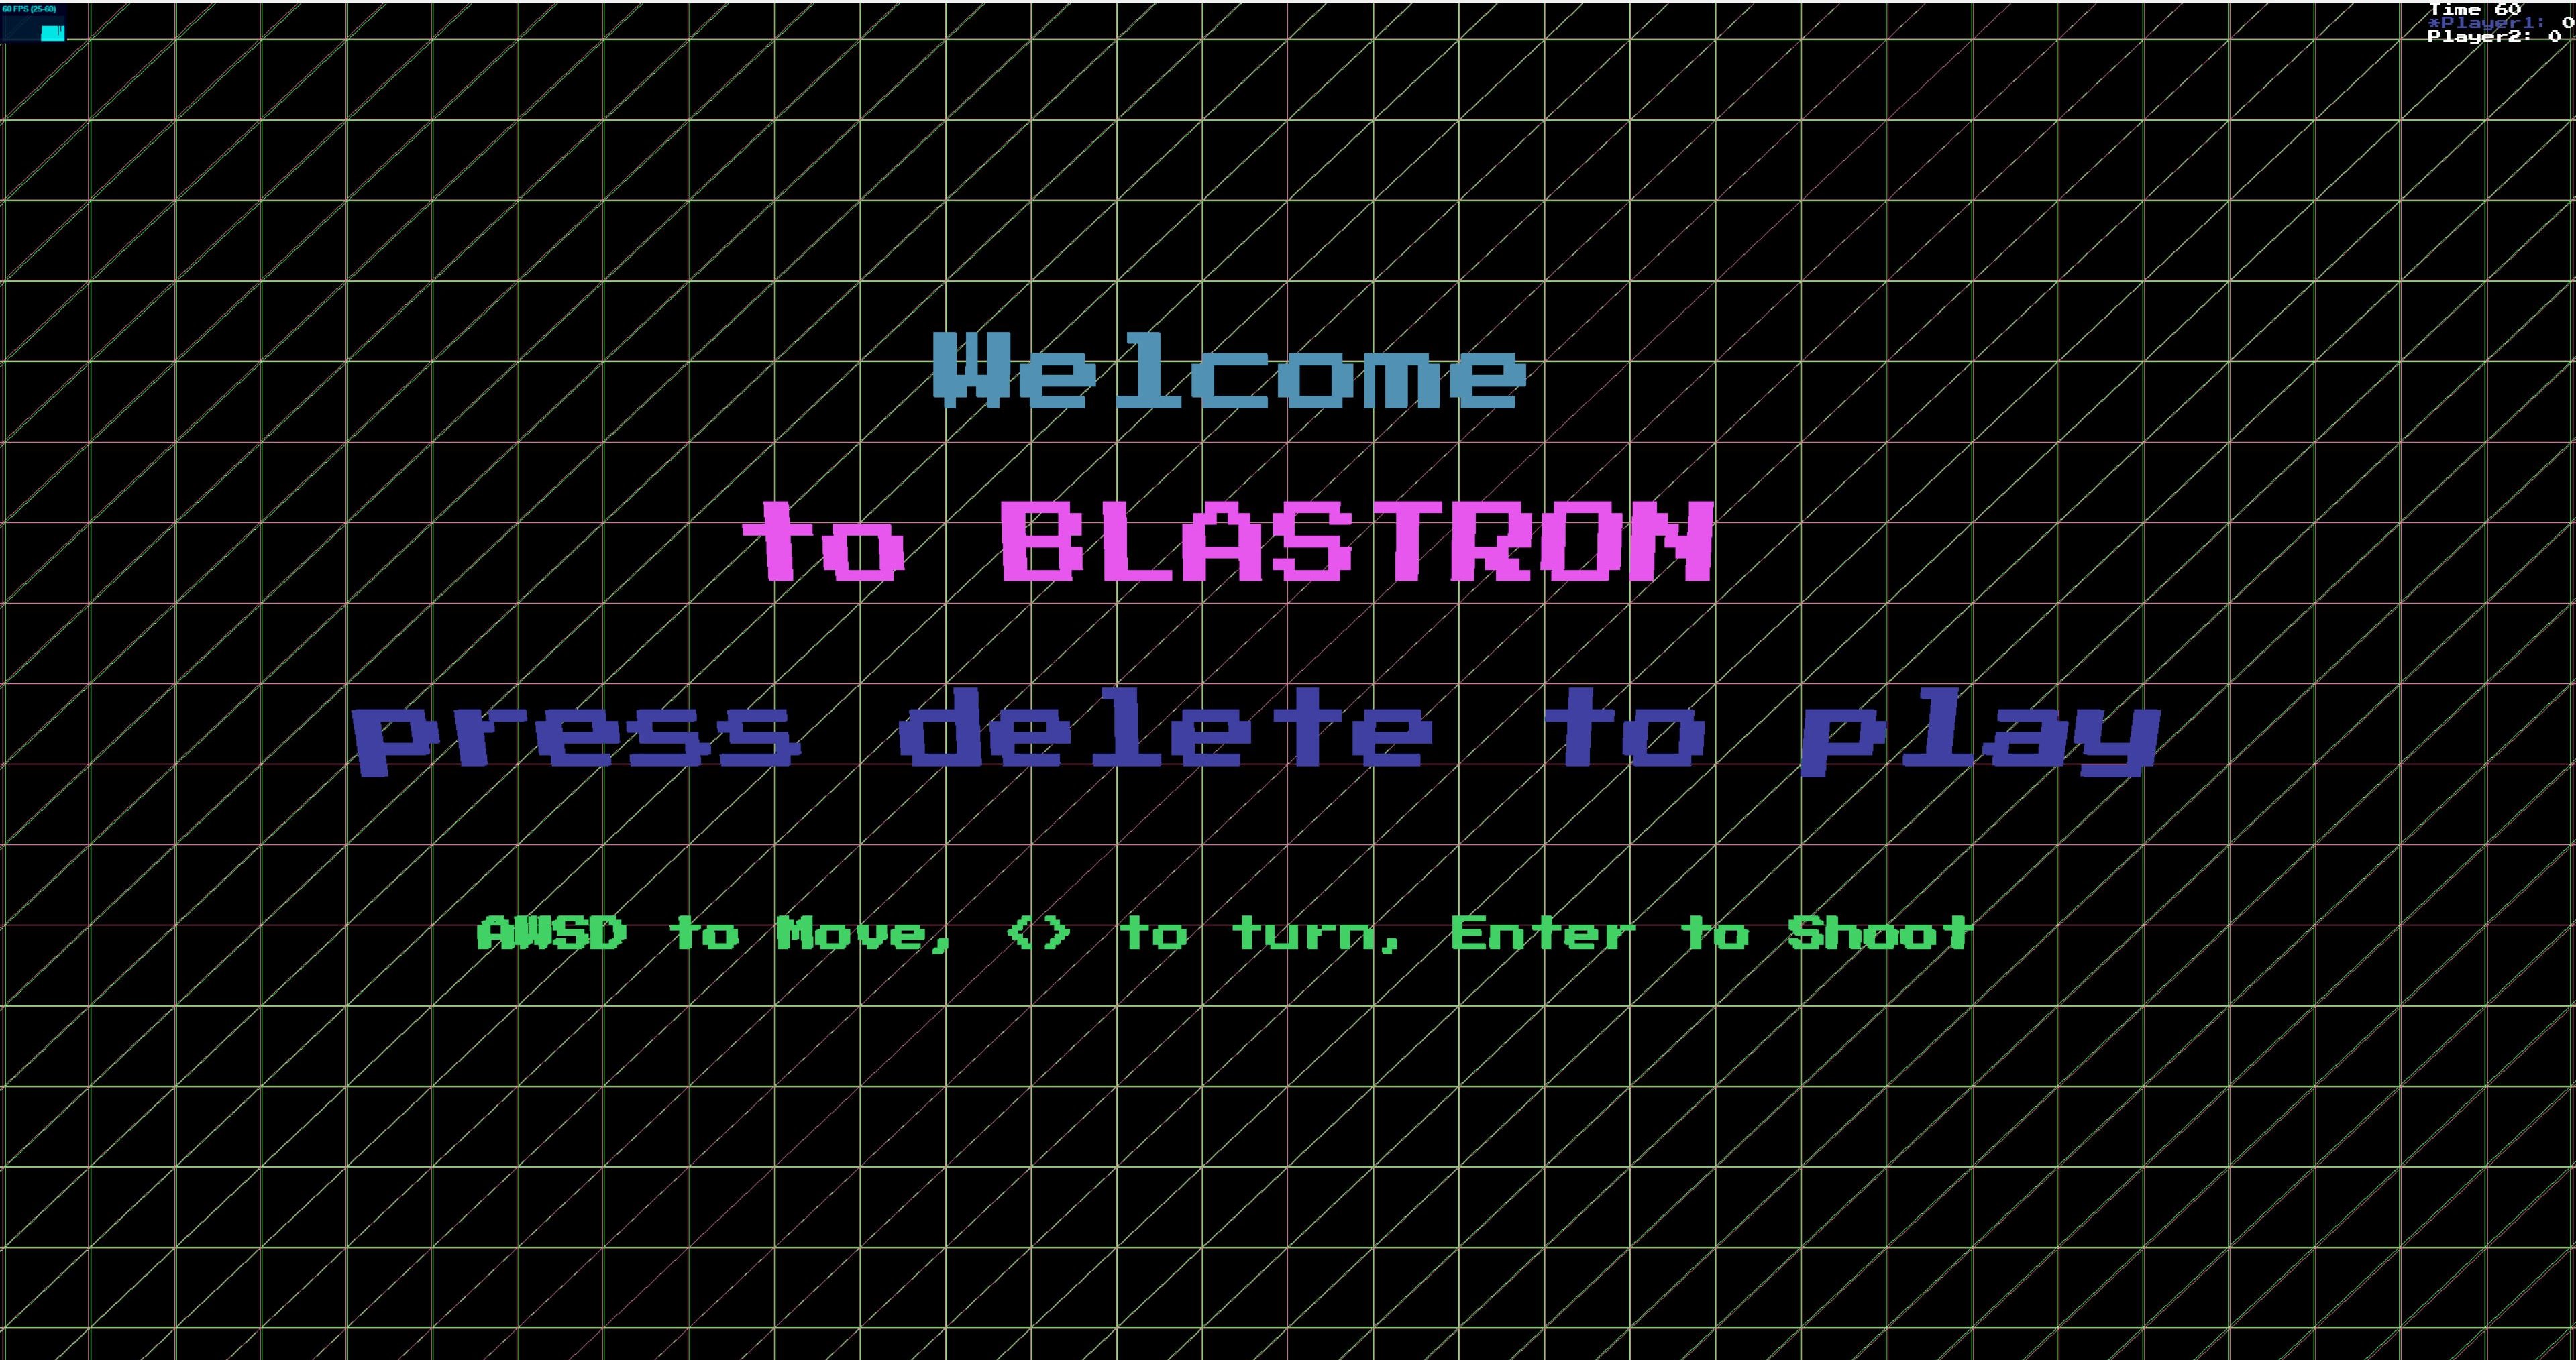 60 FPS (25-60)
Time 60
*Player1: 0
Player2: 0
Welcome
to BLASTRON
press delete to play
AWSD to Move, <> to turn, Enter to Shoot